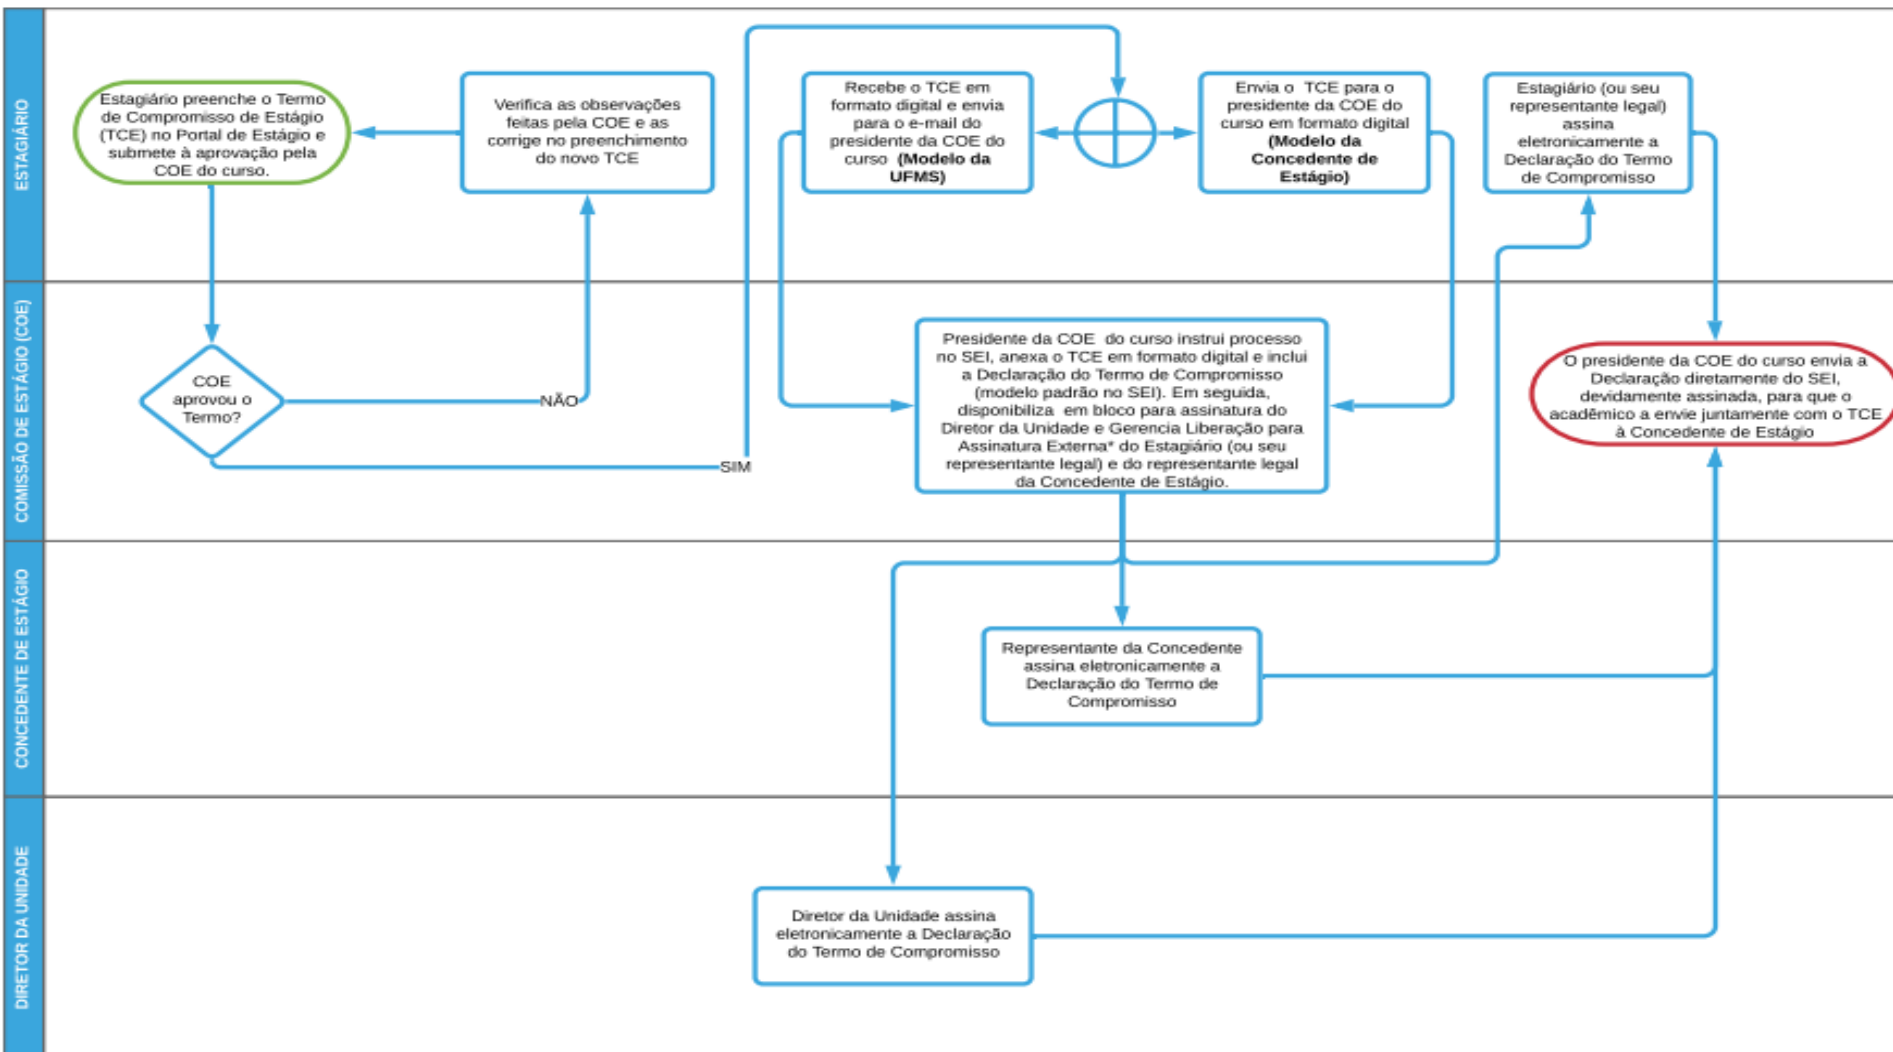 ESTAGIÁRIO
Estagiário preenche o Termo
de Compromisso de Estágio
(TCE) no Portal de Estágio e
submete à aprovação pela
COE do curso.
Verifica as observações
feitas pela COE e as
corrige no preenchimento
do novo TCE
Recebe o TCE em
formato digital e envia
para o e-mail do
presidente da COE do
curso (Modelo da
UFMS)
Envia o TCE para o
presidente da COE do
curso em formato digital
(Modelo da
Concedente de
Estágio)
Estagiário (ou seu
representante legal)
assina
eletronicamente a
Declaração do Termo
de Compromisso
COMISSÃO DE ESTÁGIO (COE)
COE
aprovou o
Termo?
NÃO
SIM
Presidente da COE do curso instrui processo
no SEI, anexa o TCE em formato digital e inclui
a Declaração do Termo de Compromisso
(modelo padrão no SEI). Em seguida,
disponibiliza em bloco para assinatura do
Diretor da Unidade e Gerencia Liberação para
Assinatura Externa* do Estagiário (ou seu
representante legal) e do representante legal
da Concedente de Estágio.
O presidente da COE do curso envia a
Declaração diretamente do SEI,
devidamente assinada, para que o
acadêmico a envie juntamente com o TCE
à Concedente de Estágio
CONCEDENTE DE ESTÁGIO
Representante da Concedente
assina eletronicamente a
Declaração do Termo de
Compromisso
DIRETOR DA UNIDADE
Diretor da Unidade assina
eletronicamente a Declaração
do Termo de Compromisso